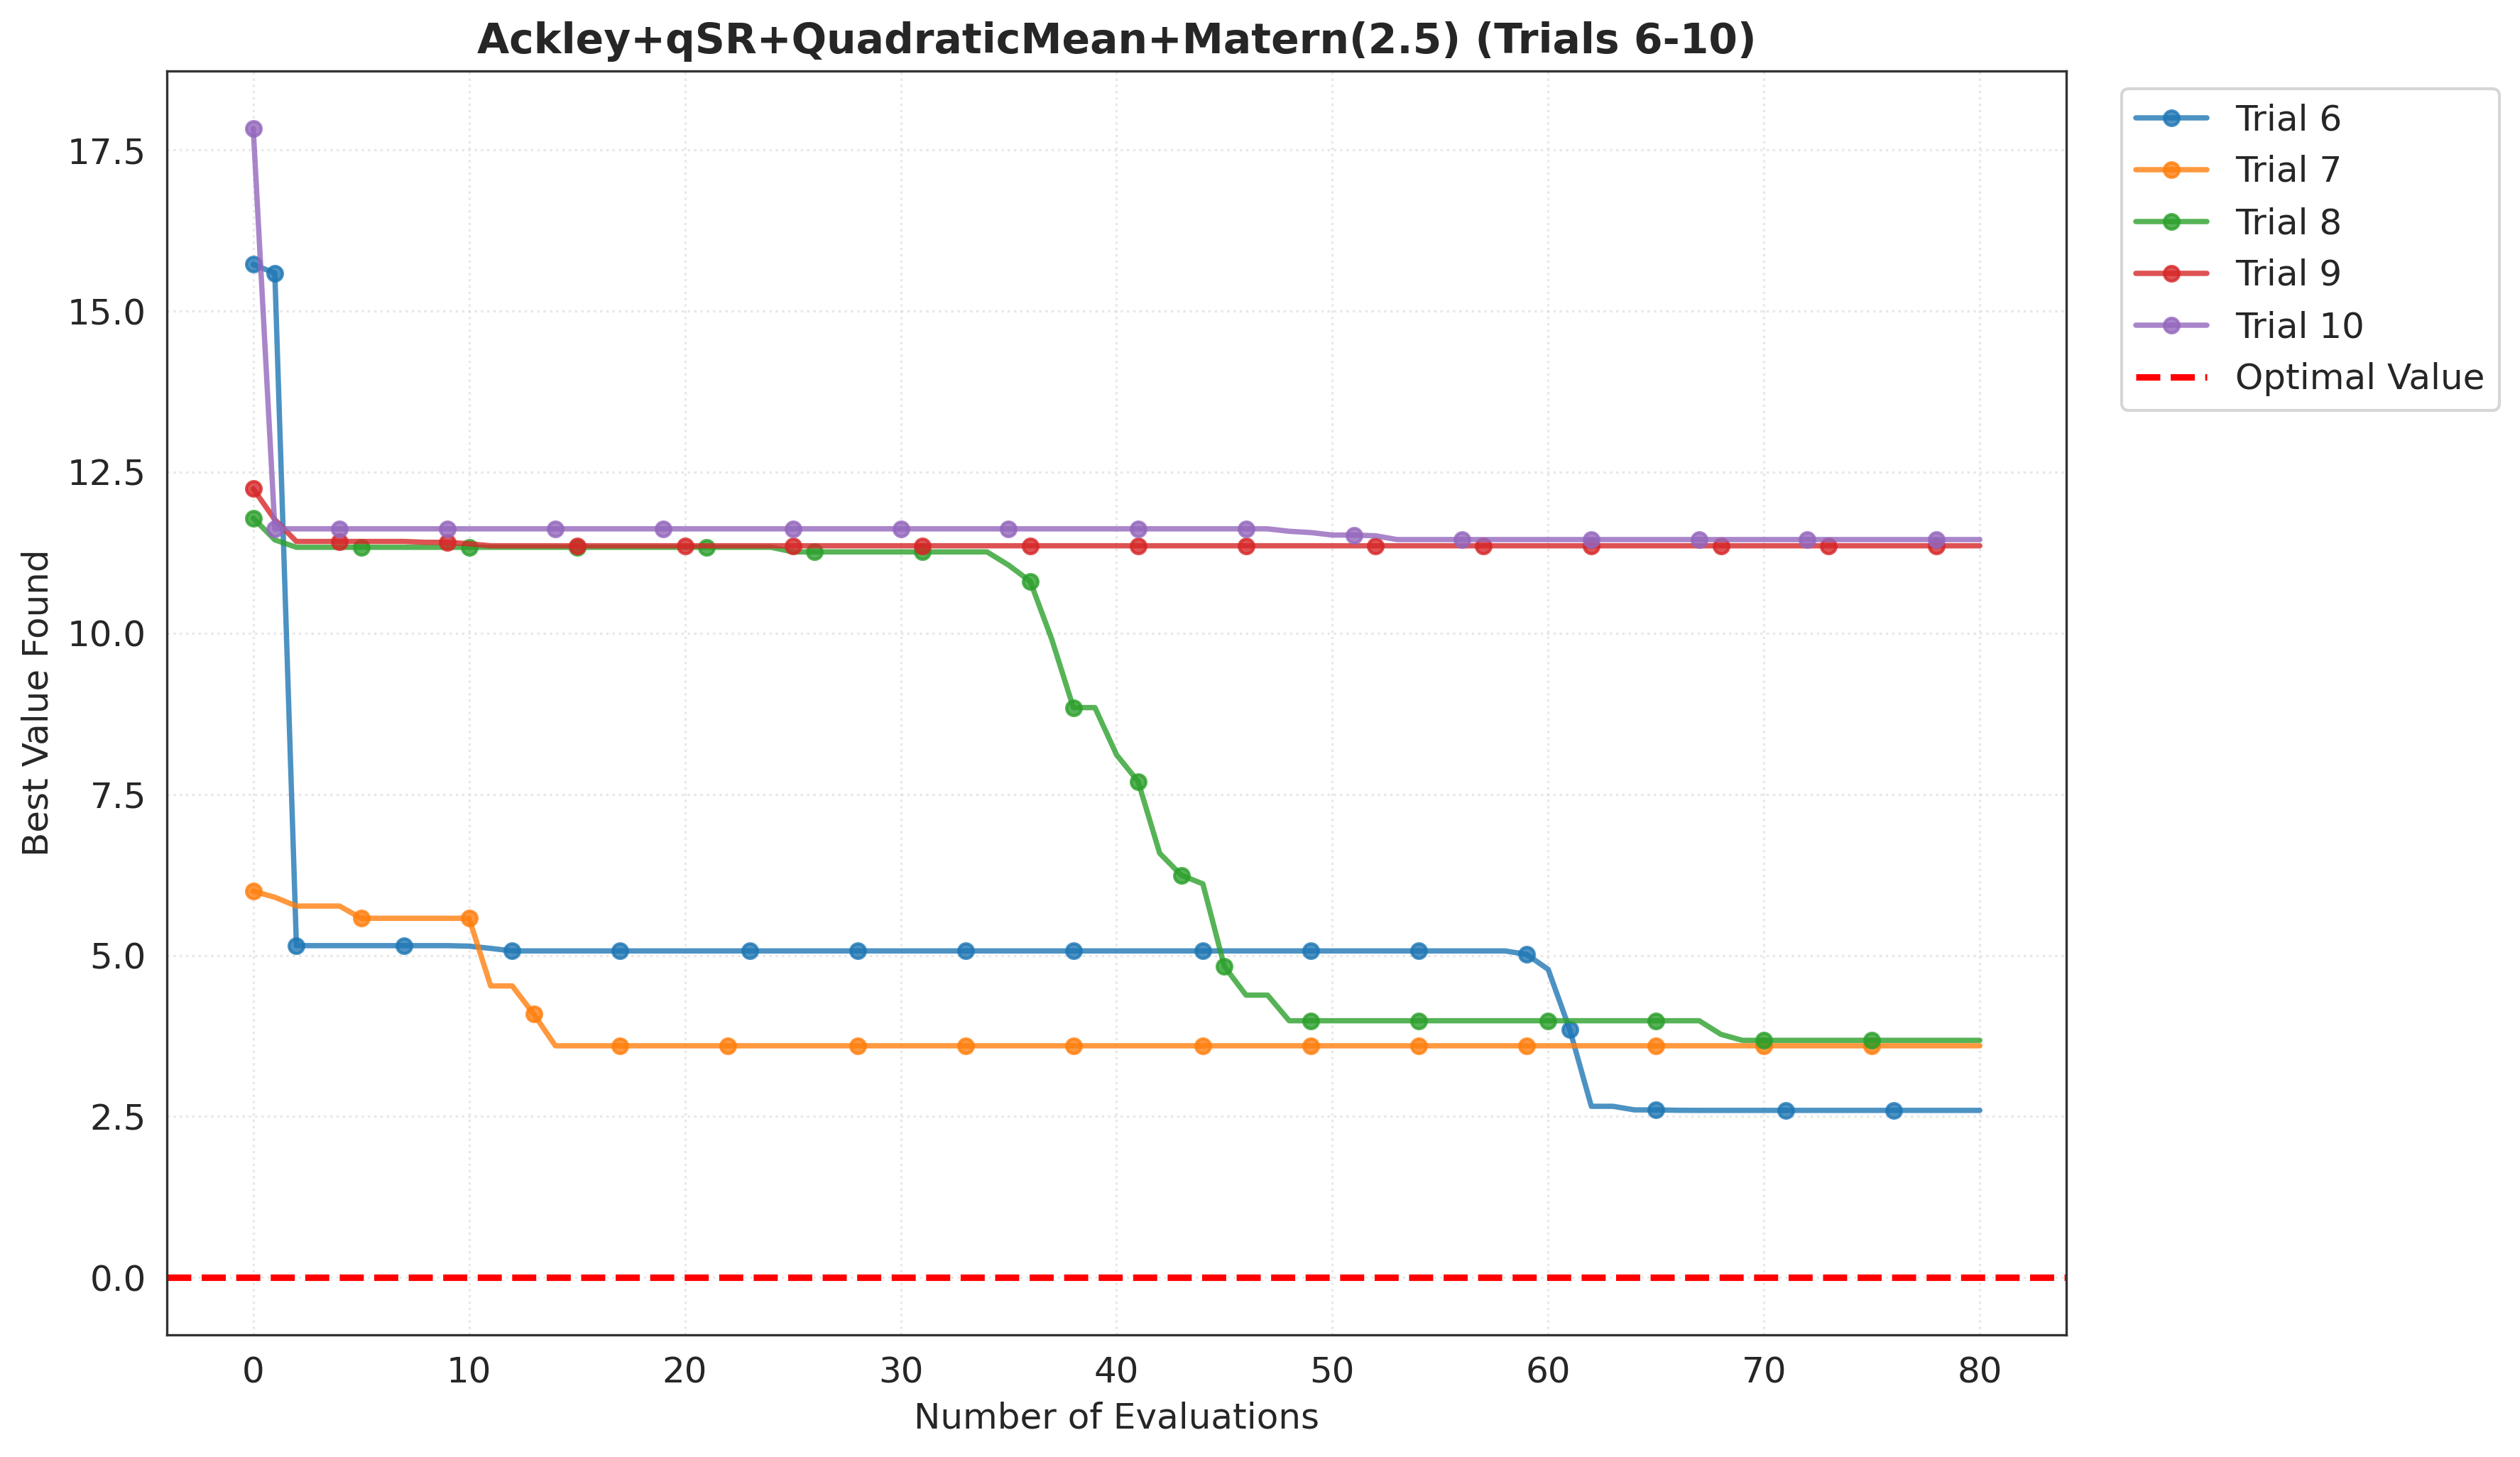 Ackley+qSR+QuadraticMean+Matern(2.5) (Trials 6-10)
Best Value Found
17.5
15.0
12.5
10.0
7.5
5.0
2.5
0.0
0 10 20 30 40 50 60 70 80
Number of Evaluations
Trial 6
Trial 7
Trial 8
Trial 9
Trial 10
Optimal Value